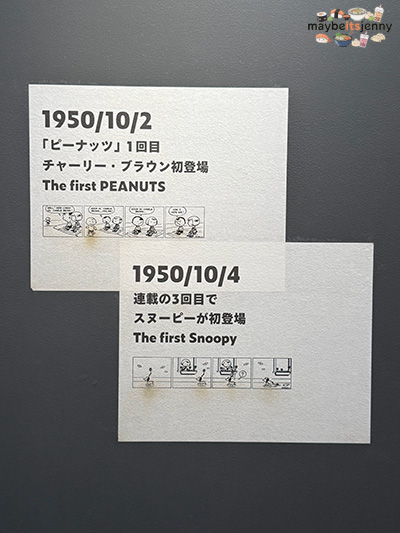 maybeitsjenny
1950/10/2
「ピーナッツ」1回目
チャーリー・ブラウン初登場
The first PEANUTS
1950/10/4
連載の3回目で
スヌーピーが初登場
The first Snoopy